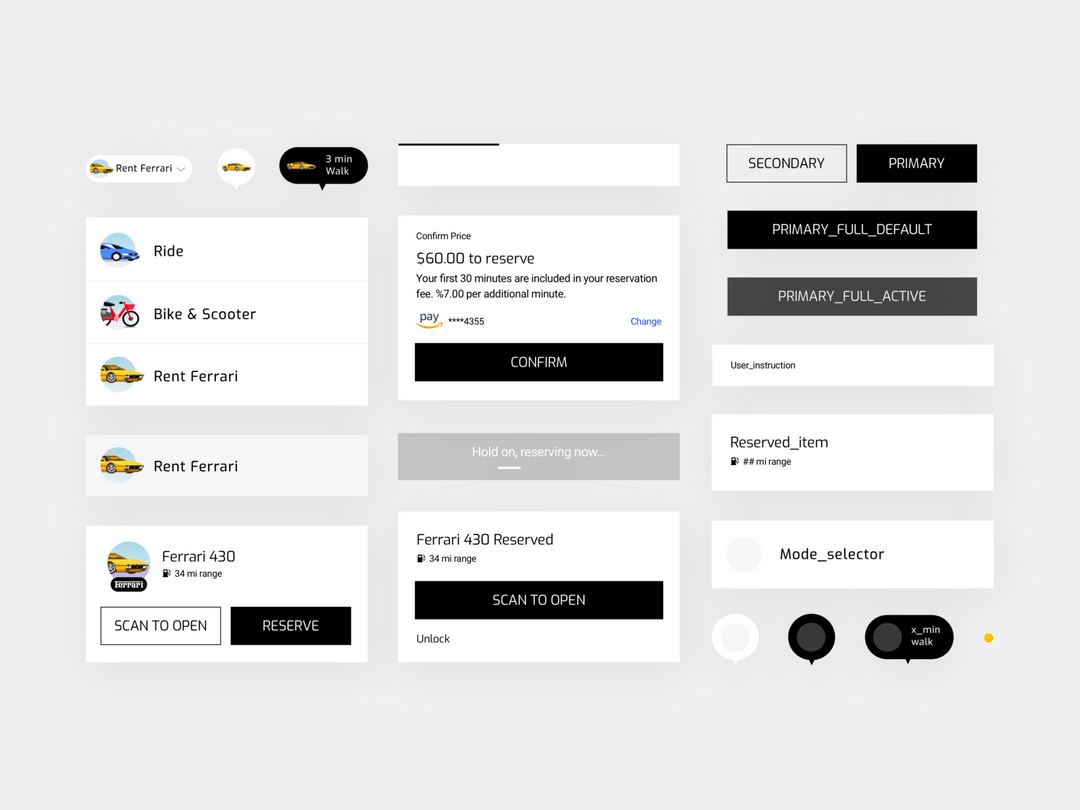 Rent Ferrari
3 min
Walk
Ride
Bike & Scooter
Rent Ferrari
Rent Ferrari
Ferrari 430
34 mi range
Ferrari
SCAN TO OPEN
RESERVE
Confirm Price
$60.00 to reserve
Your first 30 minutes are included in your reservation
fee. %7.00 per additional minute.
pay ****4355
Change
CONFIRM
Hold on, reserving now...
Ferrari 430 Reserved
34 mi range
SCAN TO OPEN
Unlock
SECONDARY
PRIMARY
PRIMARY_FULL_DEFAULT
PRIMARY_FULL_ACTIVE
User_instruction
Reserved_item
## mi range
Mode_selector
x_min
walk